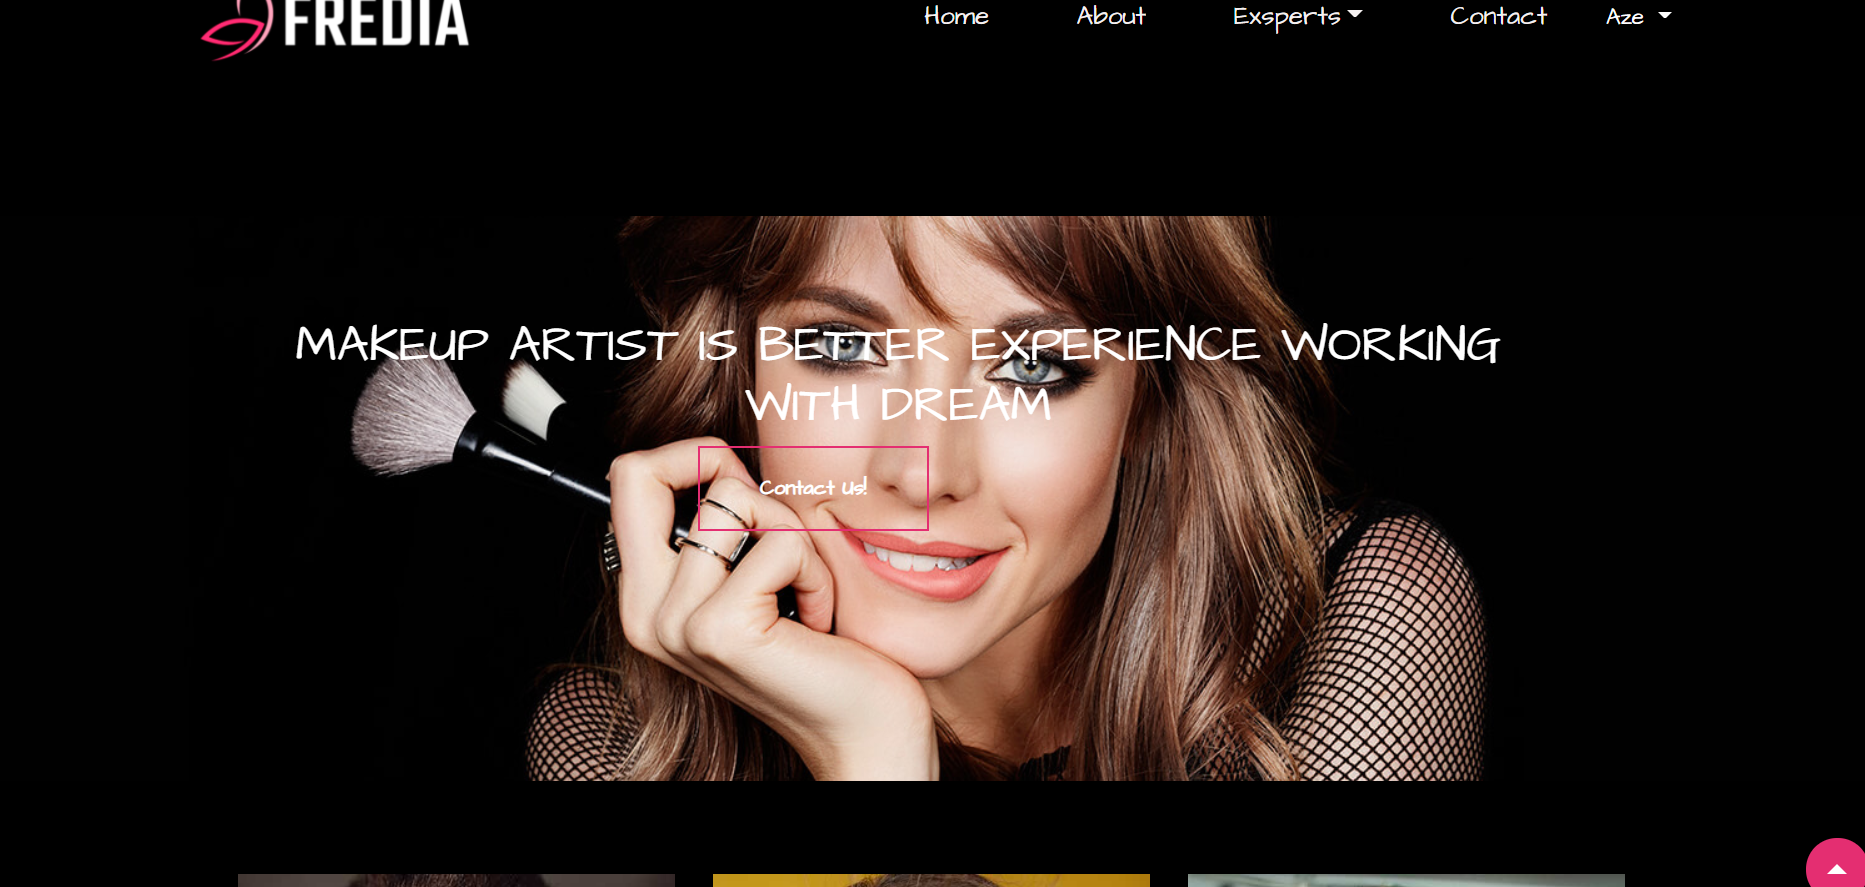 FREDIA
Home About Exsperts Contact Aze
MAKEUP ARTIST IS BETTER EXPERIENCE WORKING
WITH DREAM
Contact Us!